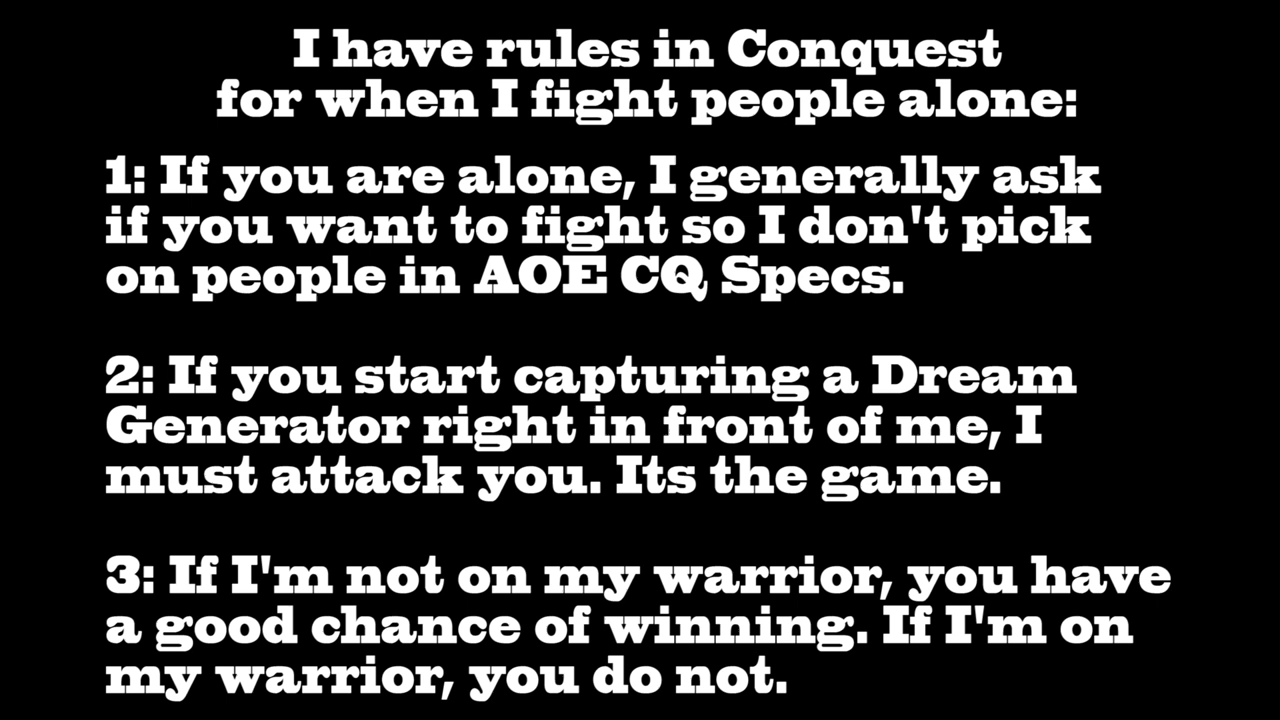 I have rules in Conquest
for when I fight people alone:
1: If you are alone, I generally ask
if you want to fight so I don't pick
on people in AOE CQ Specs.
2: If you start capturing a Dream
Generator right in front of me, I
must attack you. Its the game.
3: If I'm not on my warrior, you have
a good chance of winning. If I'm on
my warrior, you do not.